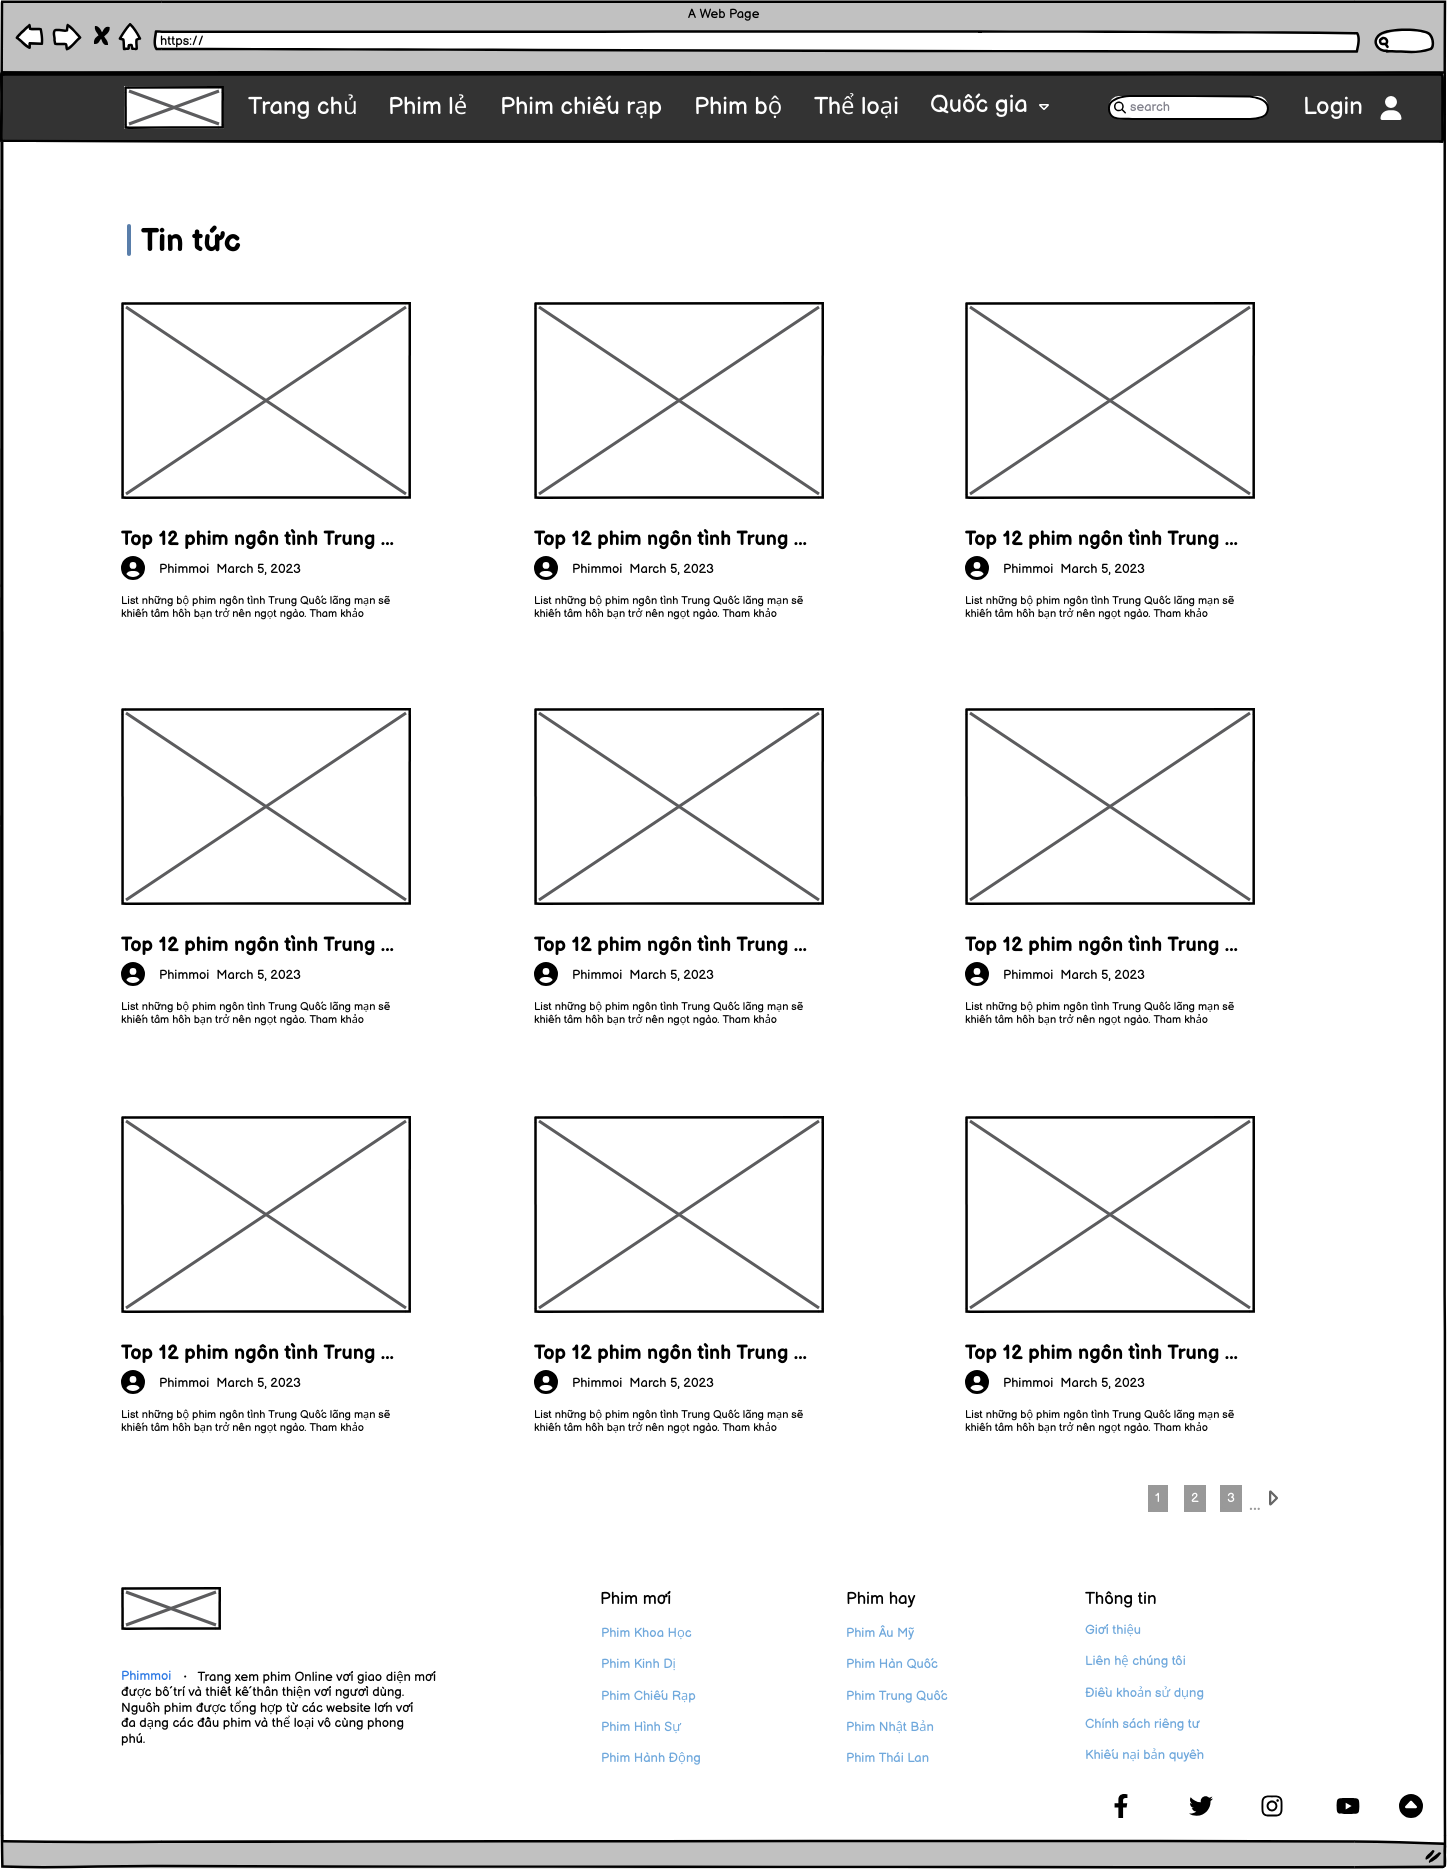 A Web Page
https://
Trang chủ Phim lẻ Phim chiếu rạp Phim bộ Thể loại Quốc gia search Login
Tin tức
Top 12 phim ngôn tình Trung ... Top 12 phim ngôn tình Trung ... Top 12 phim ngôn tình Trung ...
Phimmoi March 5, 2023 Phimmoi March 5, 2023 Phimmoi March 5, 2023
List những bộ phim ngôn tình Trung Quốc lãng mạn sẽ List những bộ phim ngôn tình Trung Quốc lãng mạn sẽ List những bộ phim ngôn tình Trung Quốc lãng mạn sẽ
khiến tâm hồn bạn trở nên ngọt ngào. Tham khảo khiến tâm hồn bạn trở nên ngọt ngào. Tham khảo khiến tâm hồn bạn trở nên ngọt ngào. Tham khảo
Top 12 phim ngôn tình Trung ... Top 12 phim ngôn tình Trung ... Top 12 phim ngôn tình Trung ...
Phimmoi March 5, 2023 Phimmoi March 5, 2023 Phimmoi March 5, 2023
List những bộ phim ngôn tình Trung Quốc lãng mạn sẽ List những bộ phim ngôn tình Trung Quốc lãng mạn sẽ List những bộ phim ngôn tình Trung Quốc lãng mạn sẽ
khiến tâm hồn bạn trở nên ngọt ngào. Tham khảo khiến tâm hồn bạn trở nên ngọt ngào. Tham khảo khiến tâm hồn bạn trở nên ngọt ngào. Tham khảo
Top 12 phim ngôn tình Trung ... Top 12 phim ngôn tình Trung ... Top 12 phim ngôn tình Trung ...
Phimmoi March 5, 2023 Phimmoi March 5, 2023 Phimmoi March 5, 2023
List những bộ phim ngôn tình Trung Quốc lãng mạn sẽ List những bộ phim ngôn tình Trung Quốc lãng mạn sẽ List những bộ phim ngôn tình Trung Quốc lãng mạn sẽ
khiến tâm hồn bạn trở nên ngọt ngào. Tham khảo khiến tâm hồn bạn trở nên ngọt ngào. Tham khảo khiến tâm hồn bạn trở nên ngọt ngào. Tham khảo
1 2 3 ...
Phimmoi · Trang xem phim Online với giao diện mới
được bố trí và thiết kế thân thiện với người dùng.
Nguồn phim được tổng hợp từ các website lớn với
đa dạng các đầu phim và thể loại vô cùng phong
phú.
Phim mới
Phim Khoa Học
Phim Kinh Dị
Phim Chiếu Rạp
Phim Hình Sự
Phim Hành Động
Phim hay
Phim Âu Mỹ
Phim Hàn Quốc
Phim Trung Quốc
Phim Nhật Bản
Phim Thái Lan
Thông tin
Giới thiệu
Liên hệ chúng tôi
Điều khoản sử dụng
Chính sách riêng tư
Khiếu nại bản quyền